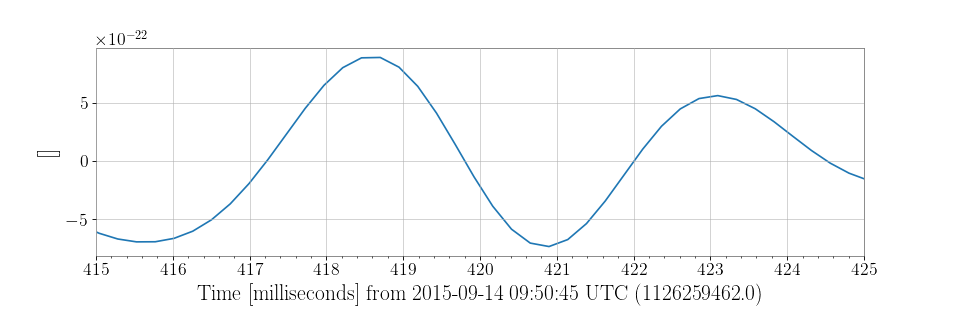 ×10⁻²²
5
0
−5
415 416 417 418 419 420 421 422 423 424 425
Time [milliseconds] from 2015-09-14 09:50:45 UTC (1126259462.0)